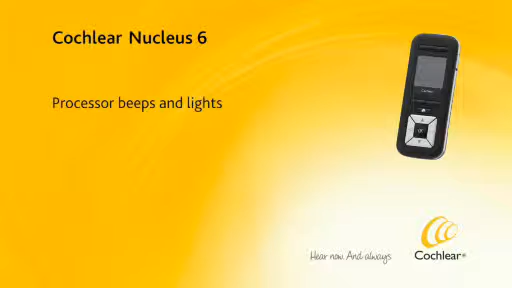 Cochlear Nucleus 6
Processor beeps and lights
Hear now. And always
Cochlear®